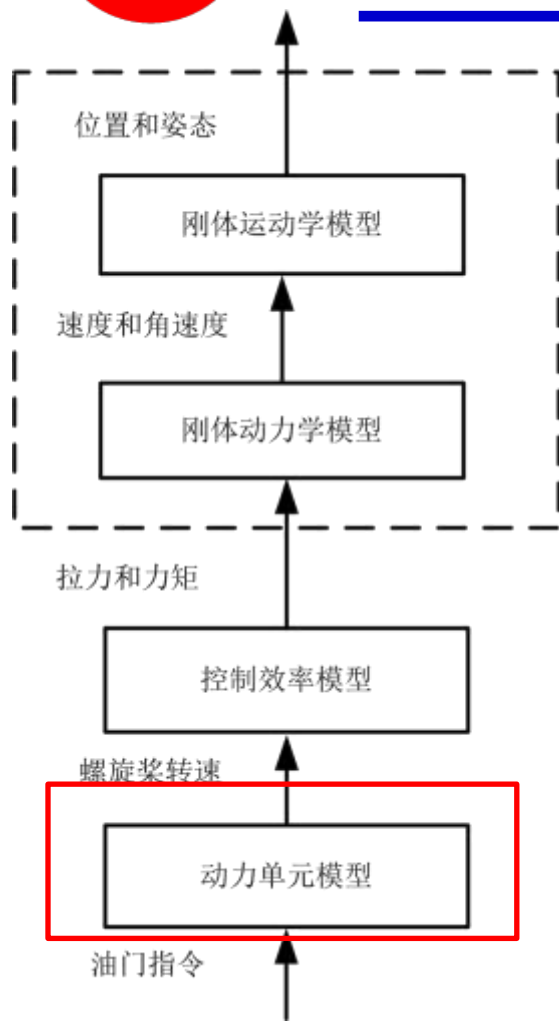 位置和姿态
刚体运动学模型
速度和角速度
刚体动力学模型
拉力和力矩
控制效率模型
螺旋桨转速
动力单元模型
油门指令